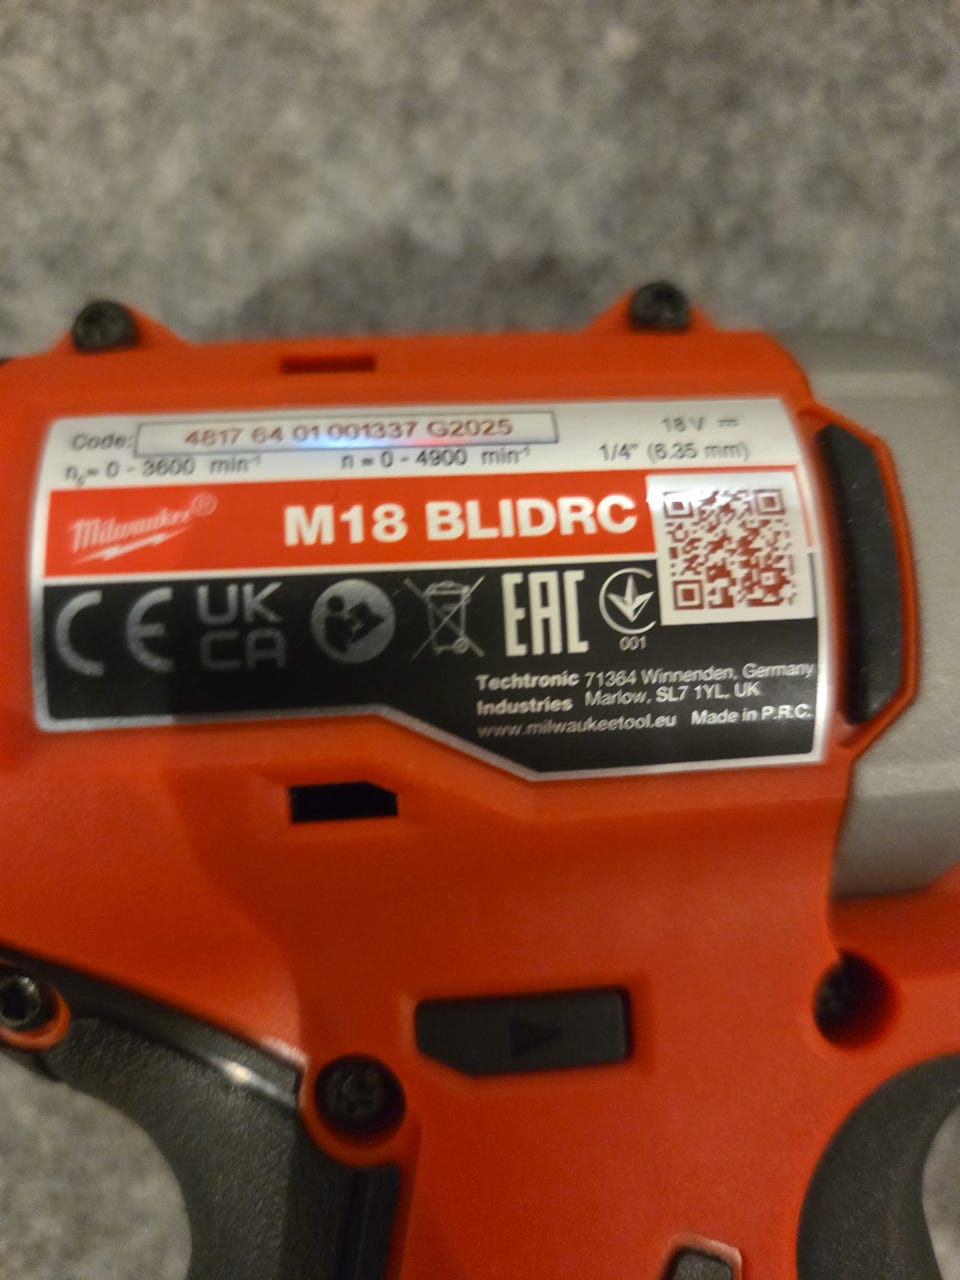 Code: 4817 64 01 001337 G2025
18 V
n₀ = 0 - 3600 min⁻¹
n = 0 - 4900 min⁻¹
1/4" (6.35 mm)
Milwaukee®
M18 BLIDRC
CE
UK
CA
EAC
001
Techtronic Industries
71364 Winnenden, Germany
Marlow, SL7 1YL, UK
www.milwaukeetool.eu Made in P.R.C.